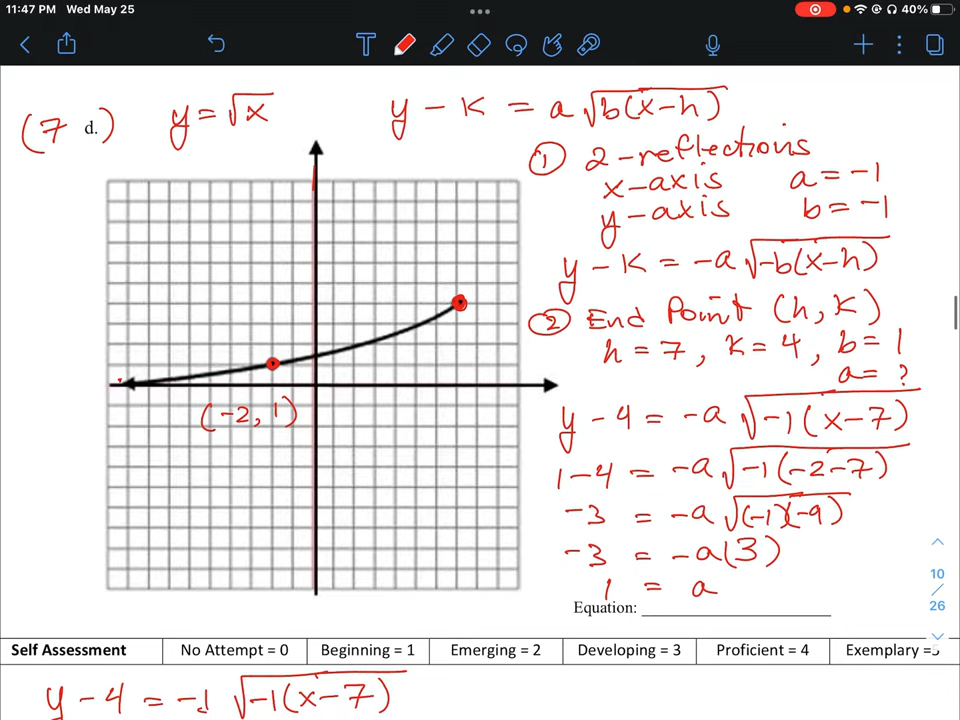 11:47 PM Wed May 25
40%
(7 d.) y = √x y - k = a √b(x-h)
① 2-reflections
x-axis a = -1
y-axis b = -1
y - k = -a √-b(x-h)
② End Point (h, k)
h = 7, k = 4, b = 1
a = ?
(-2, 1)
y - 4 = -a √-1(x-7)
1 - 4 = -a √-1(-2-7)
-3 = -a √(-1)(-9)
-3 = -a(3)
1 = a
Equation: ____________________
10
/
26
Self Assessment No Attempt = 0 Beginning = 1 Emerging = 2 Developing = 3 Proficient = 4 Exemplary =5
y - 4 = -1 √-1(x-7)